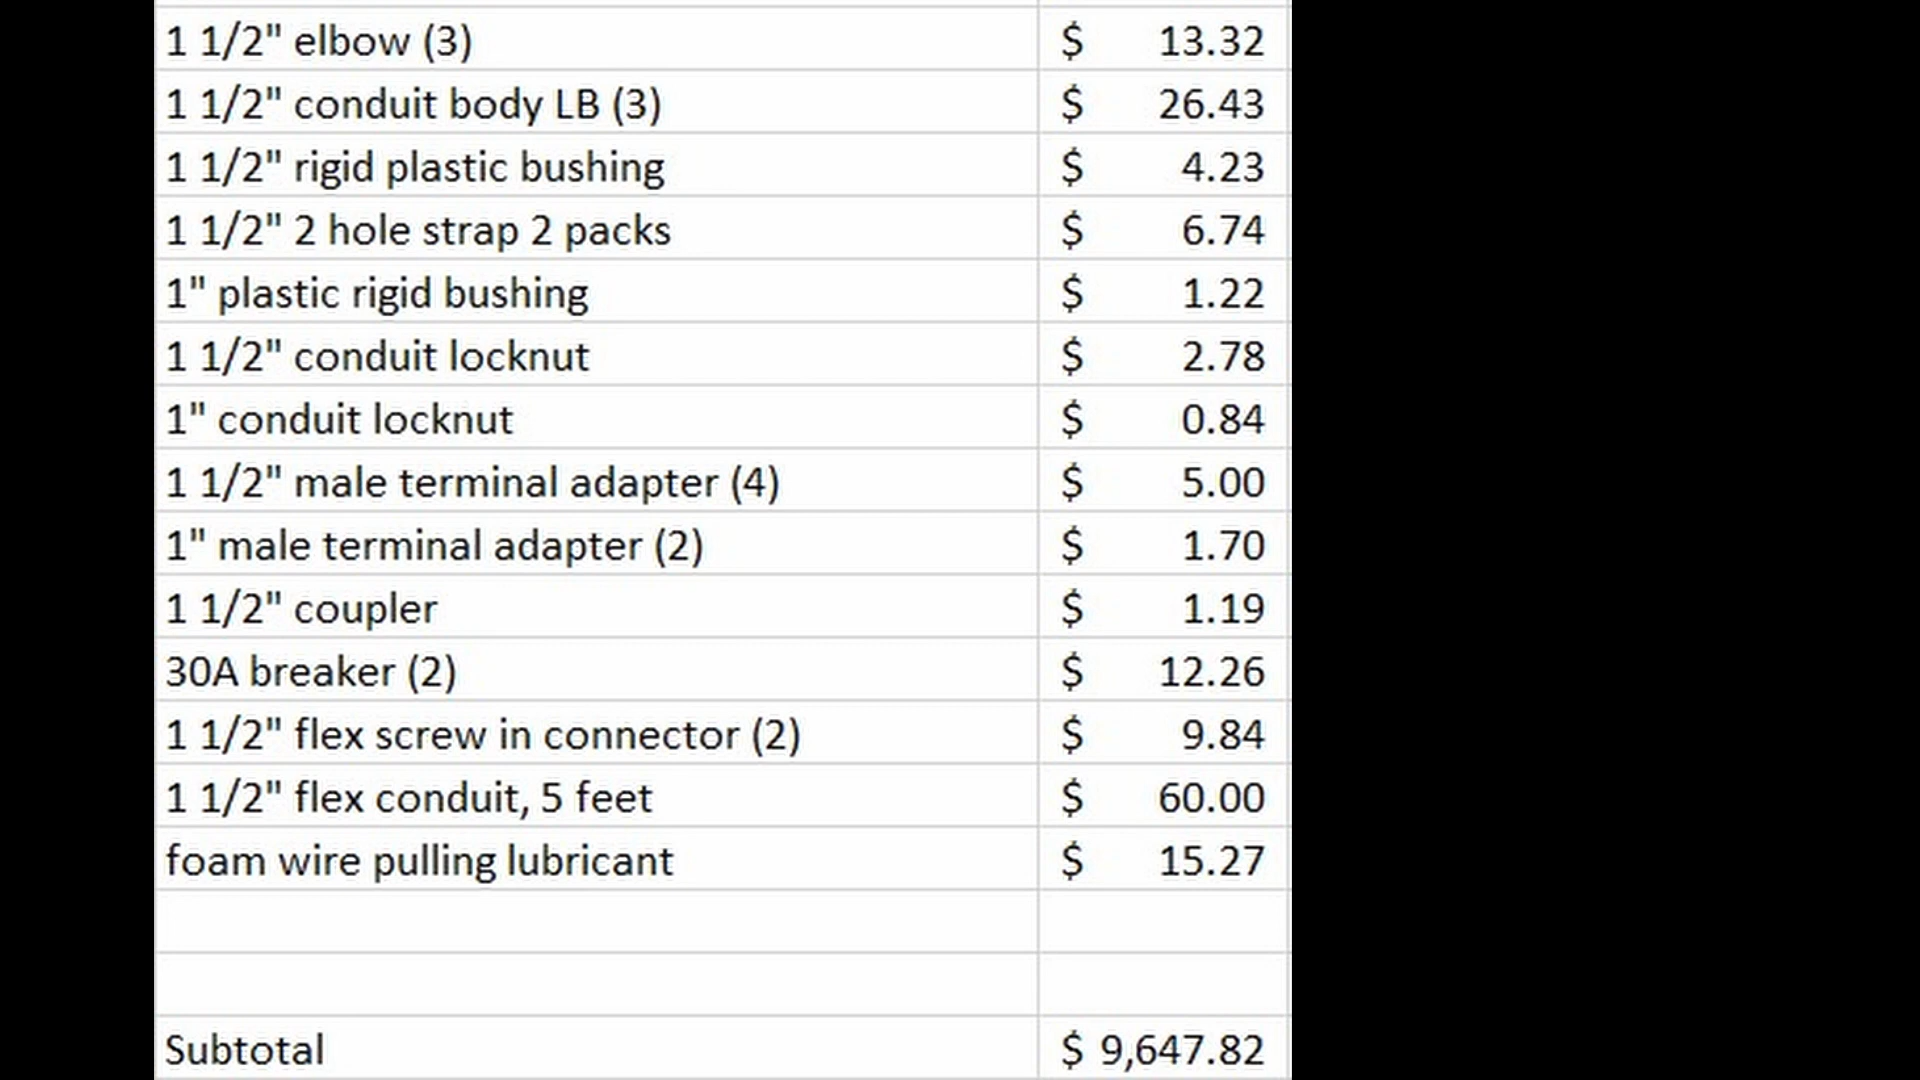 1 1/2" elbow (3) $ 13.32
1 1/2" conduit body LB (3) $ 26.43
1 1/2" rigid plastic bushing $ 4.23
1 1/2" 2 hole strap 2 packs $ 6.74
1" plastic rigid bushing $ 1.22
1 1/2" conduit locknut $ 2.78
1" conduit locknut $ 0.84
1 1/2" male terminal adapter (4) $ 5.00
1" male terminal adapter (2) $ 1.70
1 1/2" coupler $ 1.19
30A breaker (2) $ 12.26
1 1/2" flex screw in connector (2) $ 9.84
1 1/2" flex conduit, 5 feet $ 60.00
foam wire pulling lubricant $ 15.27
Subtotal $ 9,647.82